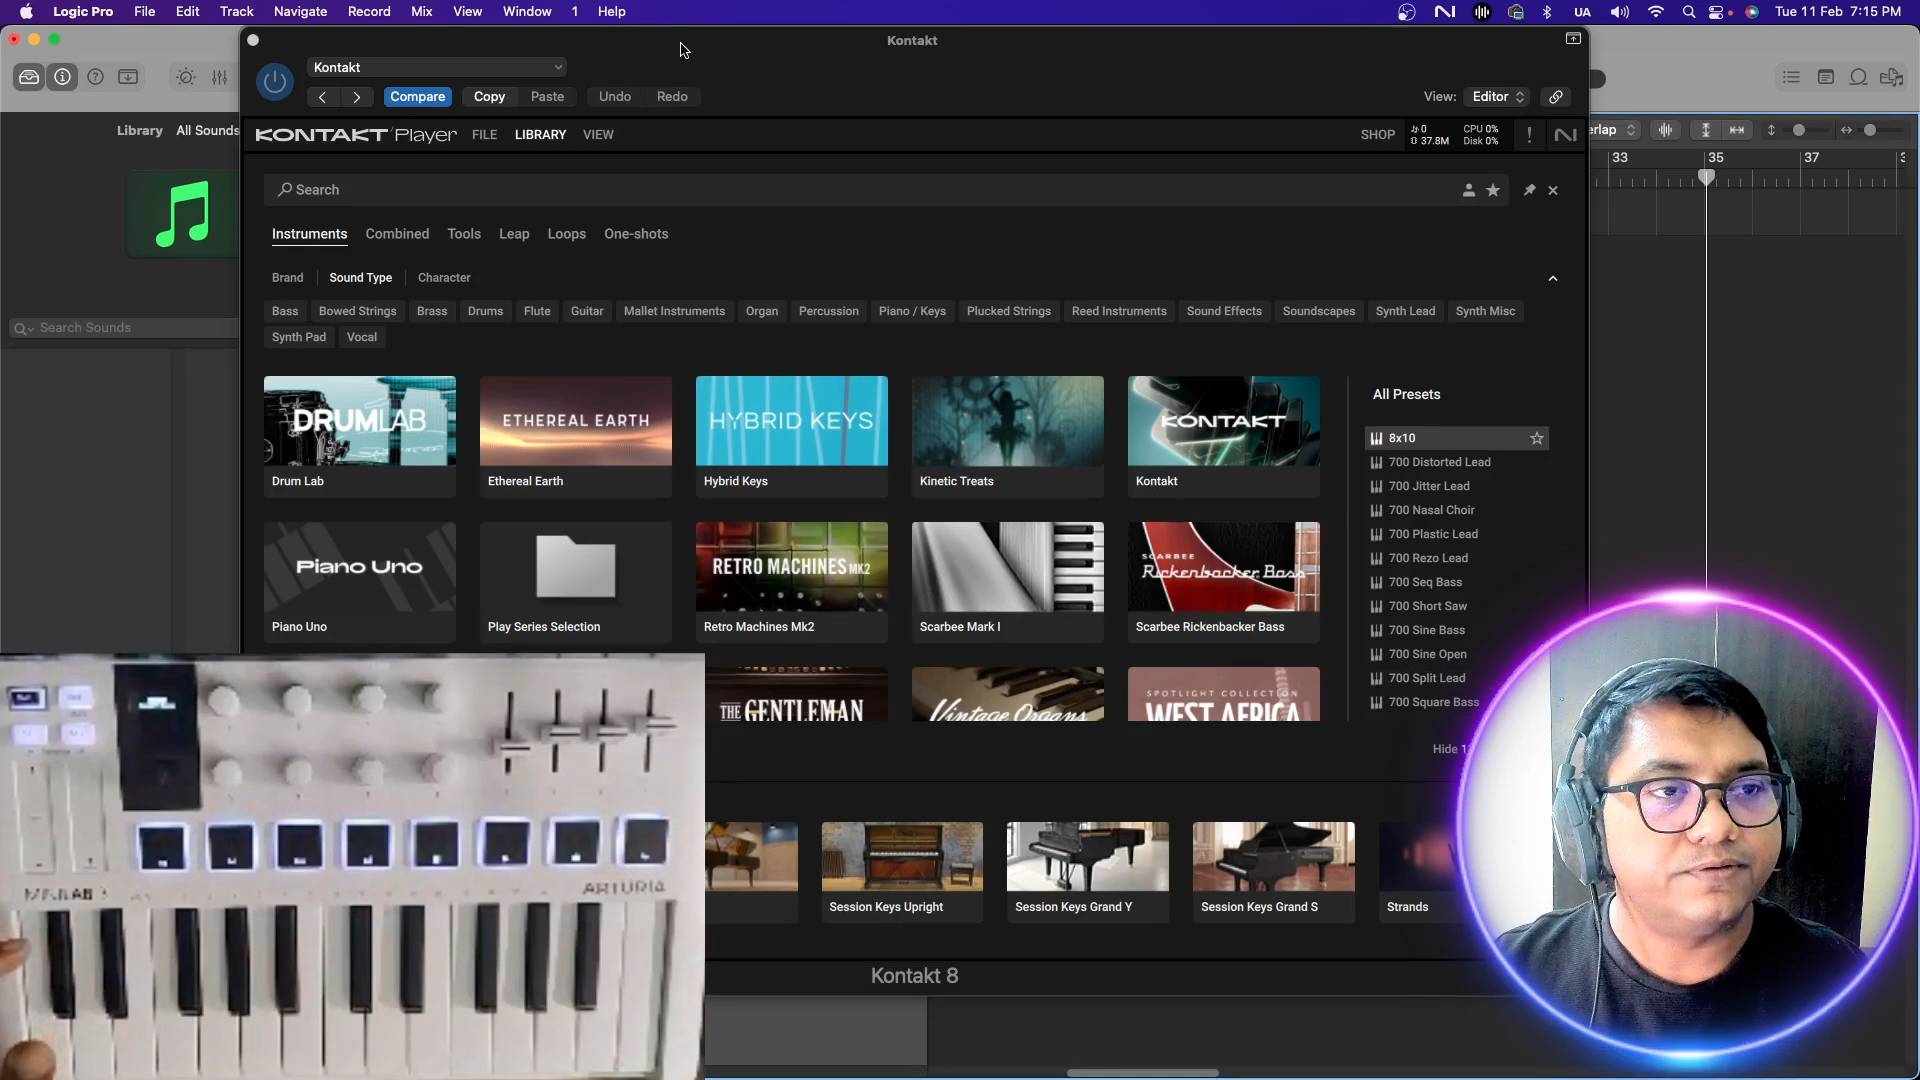 Logic Pro File Edit Track Navigate Record Mix View Window 1 Help UA Tue 11 Feb 7:15 PM
Kontakt
Kontakt
Compare Copy Paste Undo Redo View: Editor
Library All Sounds
KONTAKT Player FILE LIBRARY VIEW SHOP 0 37.8M CPU 0% Disk 0% !
erlap
33 35 37
Search
Instruments Combined Tools Leap Loops One-shots
Brand Sound Type Character
Bass Bowed Strings Brass Drums Flute Guitar Mallet Instruments Organ Percussion Piano / Keys Plucked Strings Reed Instruments Sound Effects Soundscapes Synth Lead Synth Misc
Search Sounds
Synth Pad Vocal
DRUMLAB ETHEREAL EARTH HYBRID KEYS KONTAKT
Drum Lab Ethereal Earth Hybrid Keys Kinetic Treats Kontakt
Piano Uno RETRO MACHINES MK2 SCARBEE Rickenbacker Bass
Piano Uno Play Series Selection Retro Machines Mk2 Scarbee Mark I Scarbee Rickenbacker Bass
THE GENTLEMAN Vintage Organs SPOTLIGHT COLLECTION WEST AFRICA
All Presets
8x10
700 Distorted Lead
700 Jitter Lead
700 Nasal Choir
700 Plastic Lead
700 Rezo Lead
700 Seq Bass
700 Short Saw
700 Sine Bass
700 Sine Open
700 Split Lead
700 Square Bass
Hide
Session Keys Upright Session Keys Grand Y Session Keys Grand S Strands
Kontakt 8
MINILAB 3 ARTURIA